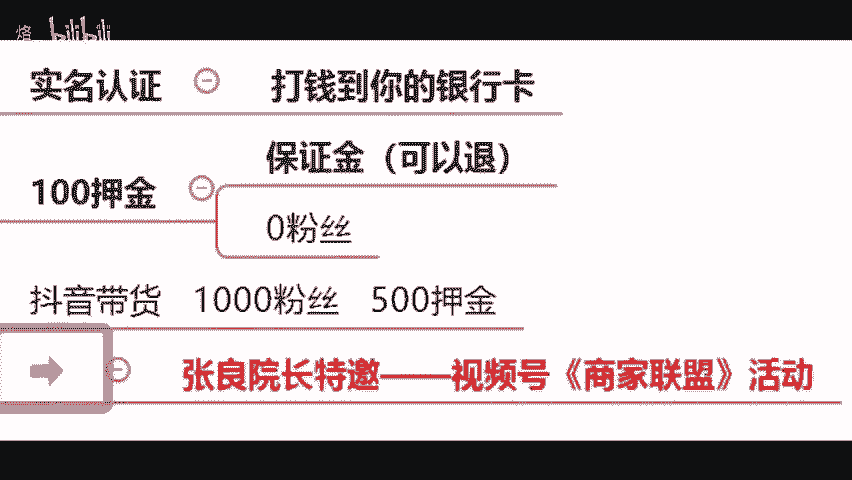 烙 bilibili
实名认证 打钱到你的银行卡
保证金（可以退）
100押金
0粉丝
抖音带货 1000粉丝 500押金
张良院长特邀——视频号《商家联盟》活动